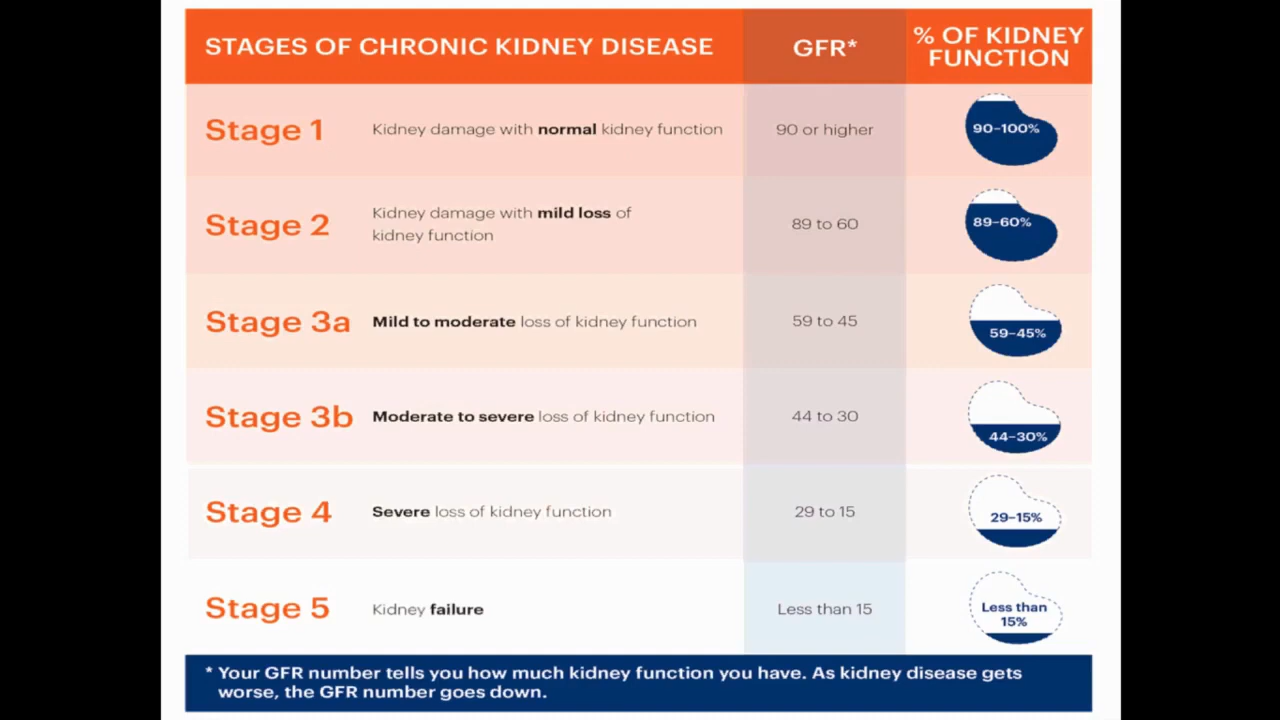 STAGES OF CHRONIC KIDNEY DISEASE
GFR*
% OF KIDNEY
FUNCTION
Stage 1
Kidney damage with normal kidney function
90 or higher
90–100%
Stage 2
Kidney damage with mild loss of
kidney function
89 to 60
89–60%
Stage 3a
Mild to moderate loss of kidney function
59 to 45
59–45%
Stage 3b
Moderate to severe loss of kidney function
44 to 30
44–30%
Stage 4
Severe loss of kidney function
29 to 15
29–15%
Stage 5
Kidney failure
Less than 15
Less than
15%
* Your GFR number tells you how much kidney function you have. As kidney disease gets
worse, the GFR number goes down.